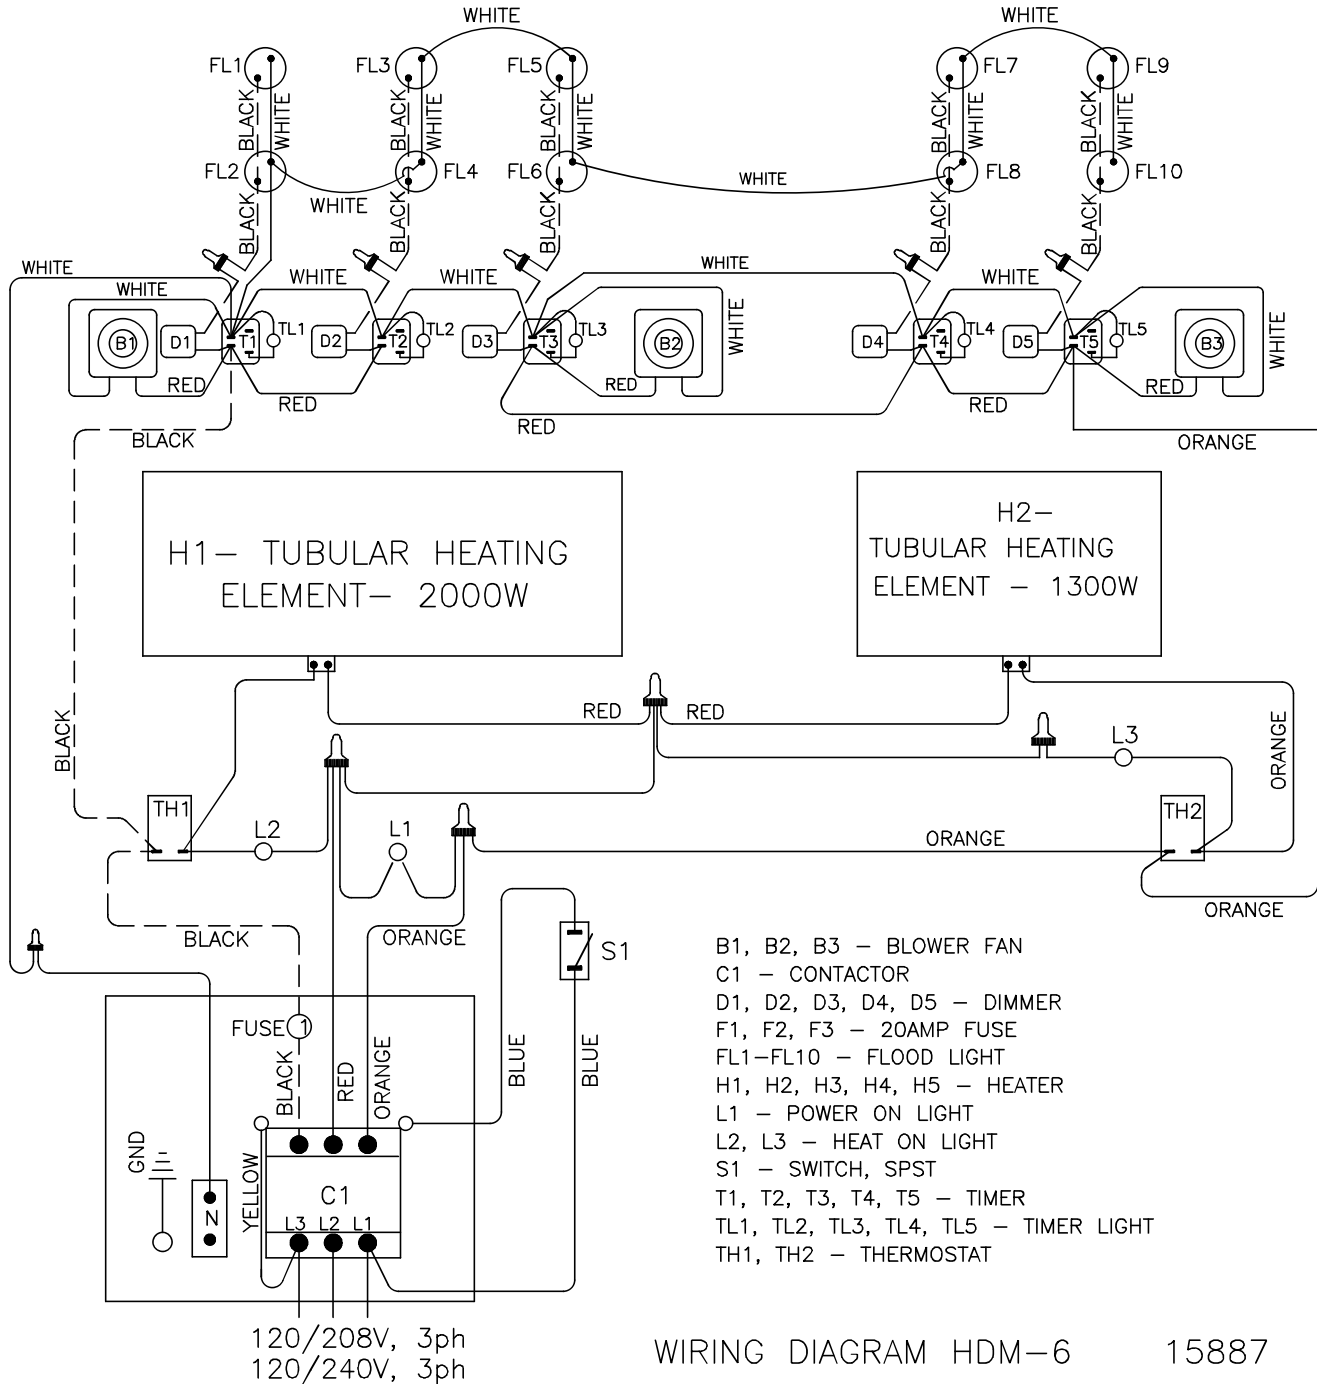 WHITE
WHITE
FL1
FL3
FL5
FL7
FL9
BLACK
WHITE
BLACK
WHITE
BLACK
WHITE
BLACK
WHITE
BLACK
WHITE
FL2
FL4
FL6
FL8
FL10
WHITE
WHITE
BLACK
BLACK
BLACK
BLACK
BLACK
WHITE
WHITE
WHITE
WHITE
WHITE
WHITE
B1
D1
T1
TL1
D2
T2
TL2
D3
T3
TL3
B2
WHITE
D4
T4
TL4
D5
T5
TL5
B3
WHITE
RED
RED
RED
RED
RED
RED
BLACK
ORANGE
H1- TUBULAR HEATING
ELEMENT- 2000W
H2-
TUBULAR HEATING
ELEMENT - 1300W
RED
RED
BLACK
L3
ORANGE
TH1
L2
L1
ORANGE
TH2
ORANGE
BLACK
ORANGE
S1
FUSE 1
BLACK
RED
ORANGE
BLUE
BLUE
GND
N
YELLOW
C1
L3 L2 L1
120/208V, 3ph
120/240V, 3ph
B1, B2, B3 - BLOWER FAN
C1 - CONTACTOR
D1, D2, D3, D4, D5 - DIMMER
F1, F2, F3 - 20AMP FUSE
FL1-FL10 - FLOOD LIGHT
H1, H2, H3, H4, H5 - HEATER
L1 - POWER ON LIGHT
L2, L3 - HEAT ON LIGHT
S1 - SWITCH, SPST
T1, T2, T3, T4, T5 - TIMER
TL1, TL2, TL3, TL4, TL5 - TIMER LIGHT
TH1, TH2 - THERMOSTAT
WIRING DIAGRAM HDM-6 15887